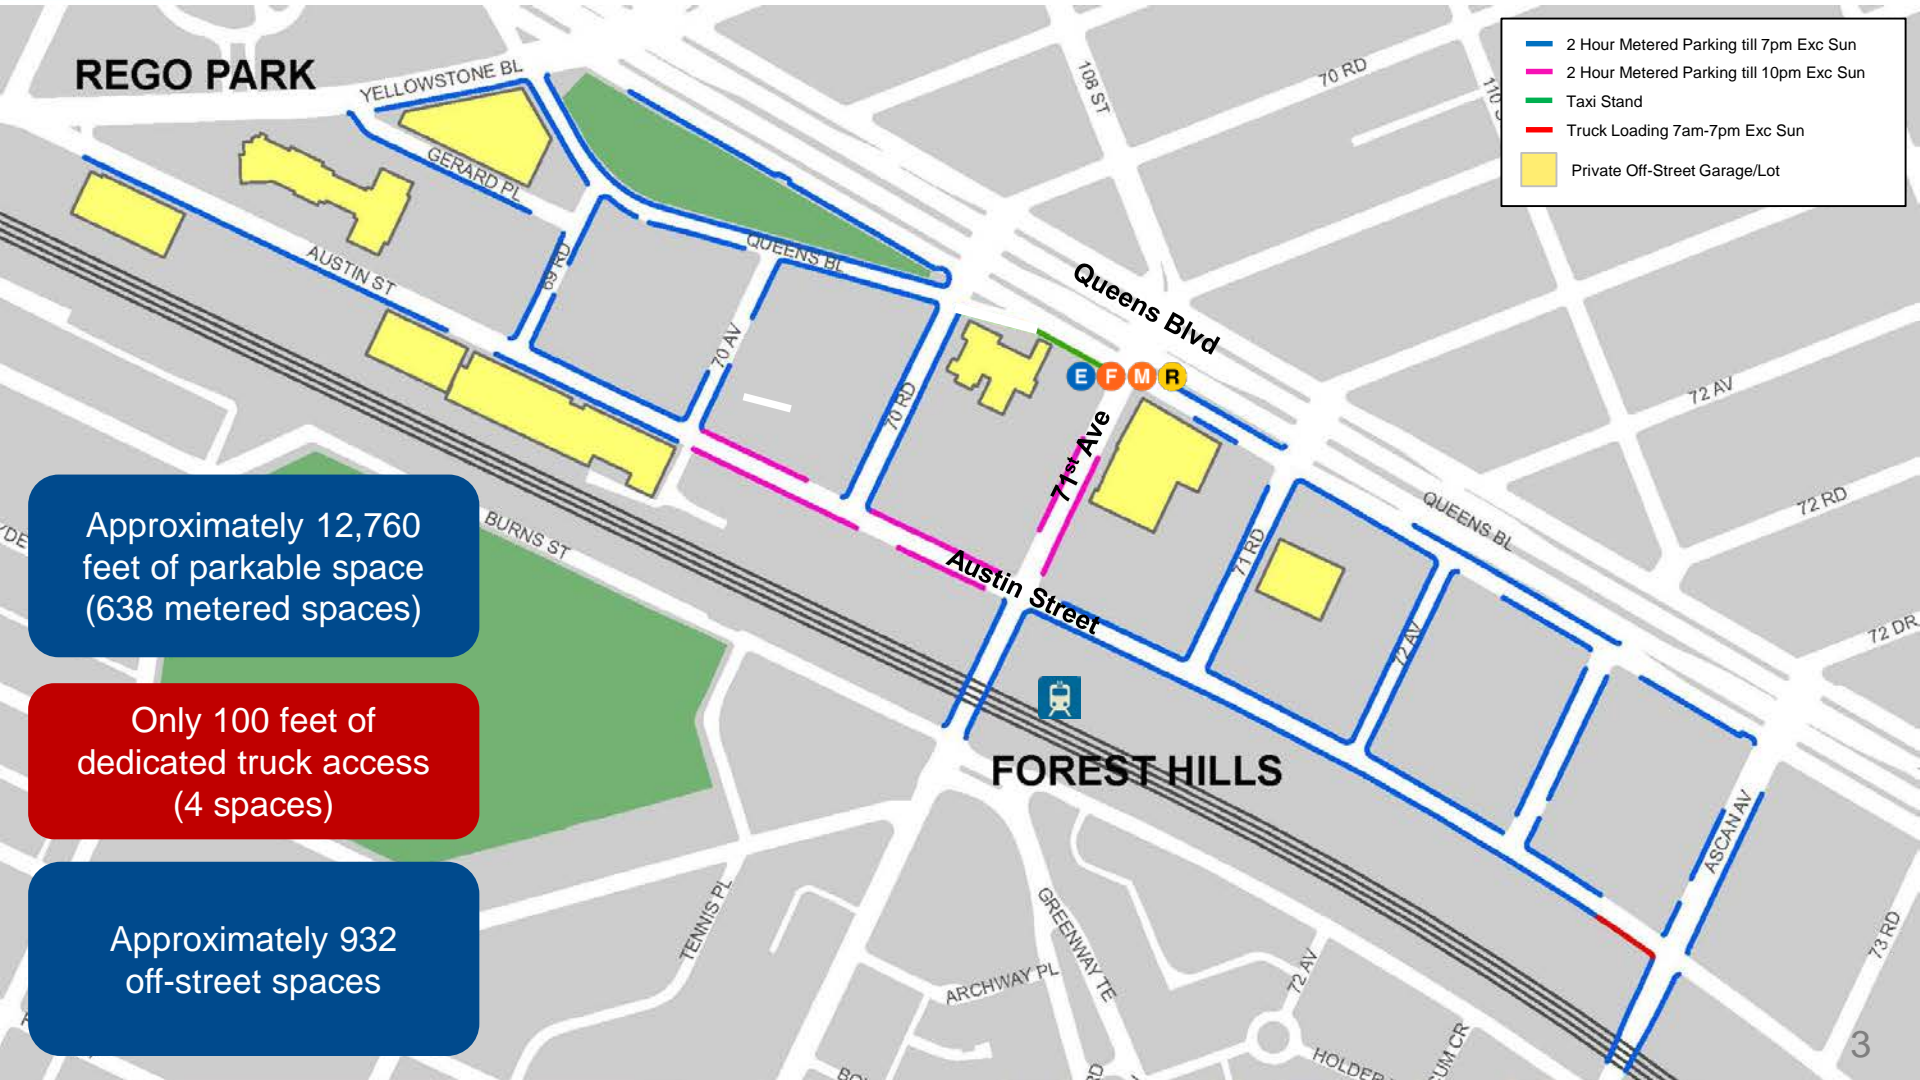 REGO PARK
YELLOWSTONE BL
GERARD PL
AUSTIN ST
69 RD
QUEENS BL
70 AV
70 RD
108 ST
70 RD
2 Hour Metered Parking till 7pm Exc Sun
2 Hour Metered Parking till 10pm Exc Sun
Taxi Stand
Truck Loading 7am-7pm Exc Sun
Private Off-Street Garage/Lot
Queens Blvd
E F M R
71st Ave
72 AV
72 RD
QUEENS BL
71 RD
72 AV
72 DR
Austin Street
BURNS ST
Approximately 12,760
feet of parkable space
(638 metered spaces)
Only 100 feet of
dedicated truck access
(4 spaces)
Approximately 932
off-street spaces
FOREST HILLS
ASCAN AV
73 RD
TENNIS PL
GREENWAY TE
ARCHWAY PL
72 AV
3